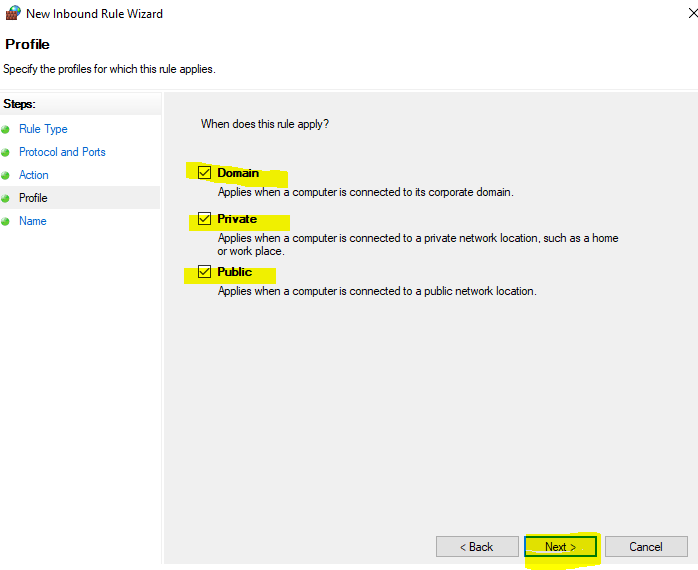 New Inbound Rule Wizard
Profile
Specify the profiles for which this rule applies.
Steps:
Rule Type
Protocol and Ports
Action
Profile
Name
When does this rule apply?
Domain
Applies when a computer is connected to its corporate domain.
Private
Applies when a computer is connected to a private network location, such as a home
or work place.
Public
Applies when a computer is connected to a public network location.
< Back
Next >
Cancel